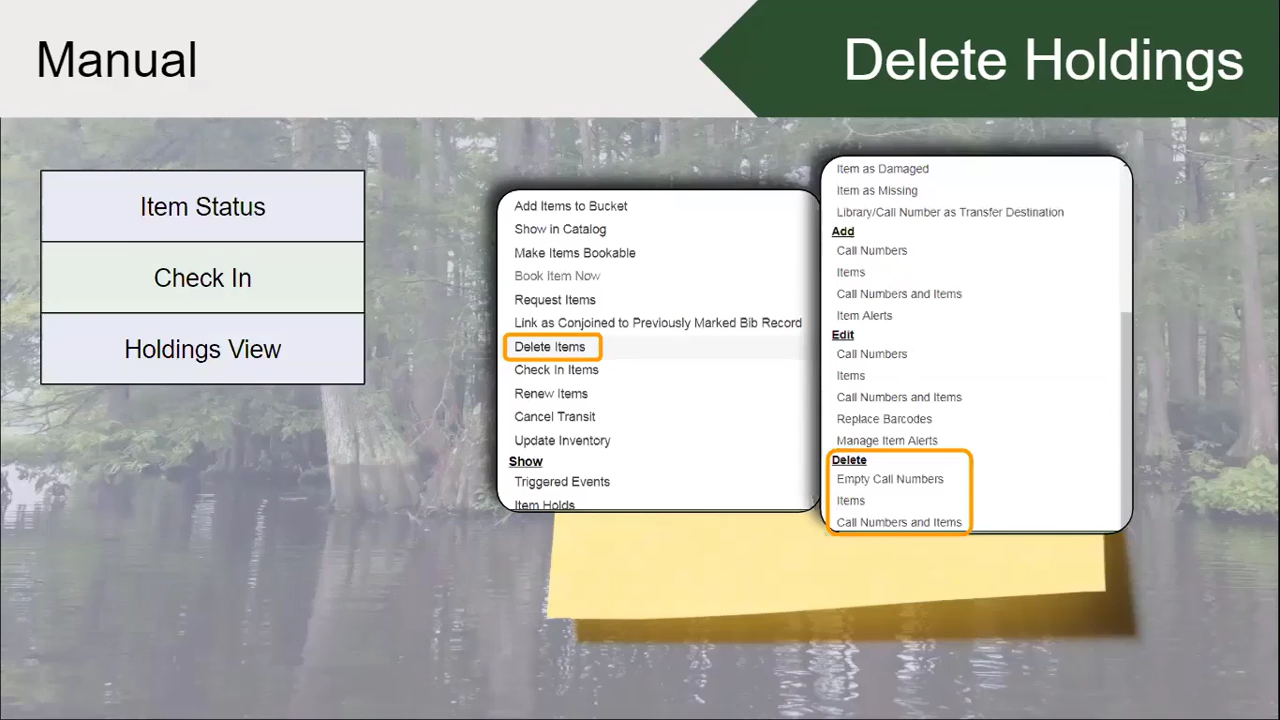 Manual
Delete Holdings
Item Status
Check In
Holdings View
Add Items to Bucket
Show in Catalog
Make Items Bookable
Book Item Now
Request Items
Link as Conjoined to Previously Marked Bib Record
Delete Items
Check In Items
Renew Items
Cancel Transit
Update Inventory
Show
Triggered Events
Item Holds
Item as Damaged
Item as Missing
Library/Call Number as Transfer Destination
Add
Call Numbers
Items
Call Numbers and Items
Item Alerts
Edit
Call Numbers
Items
Call Numbers and Items
Replace Barcodes
Manage Item Alerts
Delete
Empty Call Numbers
Items
Call Numbers and Items